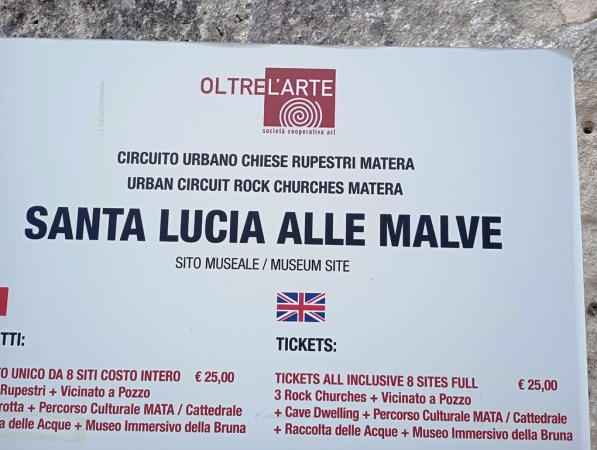 OLTREL'ARTE
società cooperativa arl
CIRCUITO URBANO CHIESE RUPESTRI MATERA
URBAN CIRCUIT ROCK CHURCHES MATERA
SANTA LUCIA ALLE MALVE
SITO MUSEALE / MUSEUM SITE
TTI:
O UNICO DA 8 SITI COSTO INTERO € 25,00
Rupestri + Vicinato a Pozzo
rotta + Percorso Culturale MATA / Cattedrale
a delle Acque + Museo Immersivo della Bruna
TICKETS:
TICKETS ALL INCLUSIVE 8 SITES FULL € 25,00
3 Rock Churches + Vicinato a Pozzo
+ Cave Dwelling + Percorso Culturale MATA / Cattedrale
+ Raccolta delle Acque + Museo Immersivo della Bruna